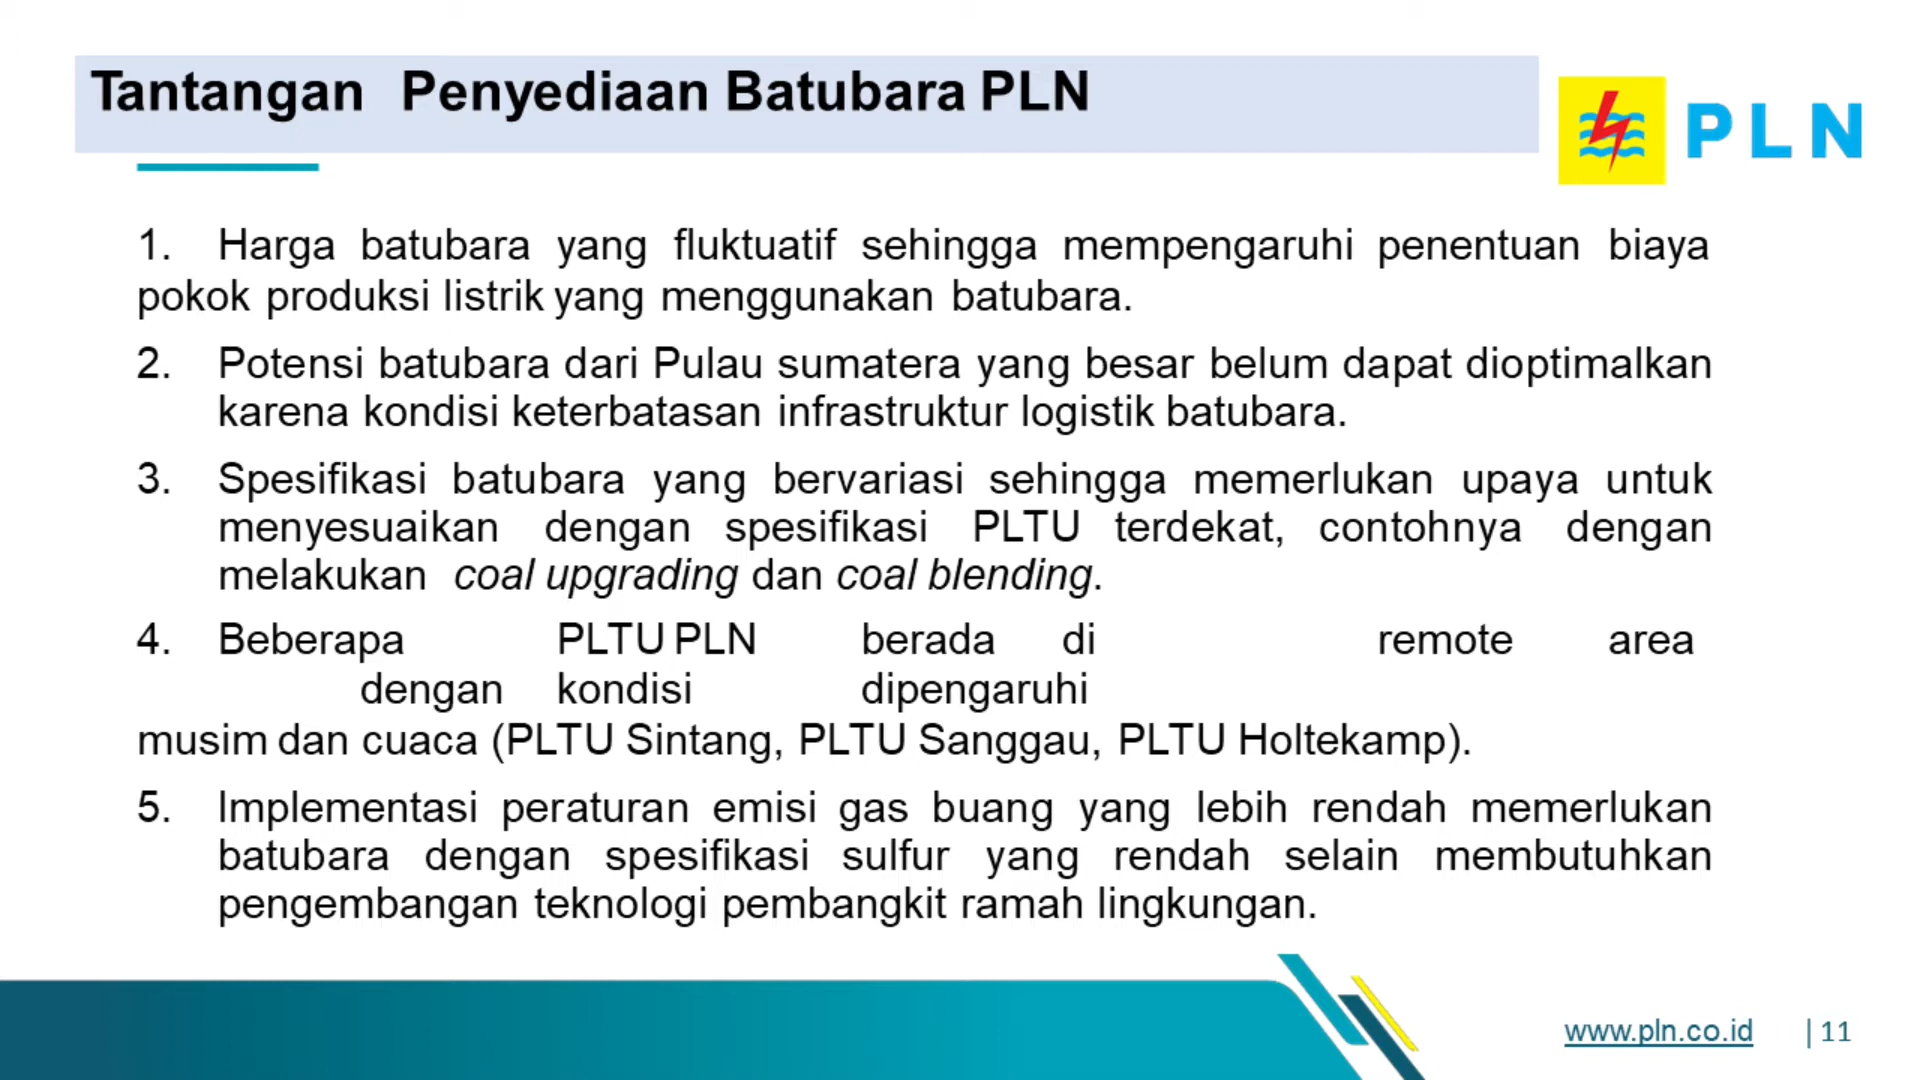 Tantangan Penyediaan Batubara PLN
PLN
1. Harga batubara yang fluktuatif sehingga mempengaruhi penentuan biaya
pokok produksi listrik yang menggunakan batubara.
2. Potensi batubara dari Pulau sumatera yang besar belum dapat dioptimalkan
karena kondisi keterbatasan infrastruktur logistik batubara.
3. Spesifikasi batubara yang bervariasi sehingga memerlukan upaya untuk
menyesuaikan dengan spesifikasi PLTU terdekat, contohnya dengan
melakukan coal upgrading dan coal blending.
4. Beberapa PLTU PLN berada di remote area
dengan kondisi dipengaruhi
musim dan cuaca (PLTU Sintang, PLTU Sanggau, PLTU Holtekamp).
5. Implementasi peraturan emisi gas buang yang lebih rendah memerlukan
batubara dengan spesifikasi sulfur yang rendah selain membutuhkan
pengembangan teknologi pembangkit ramah lingkungan.
www.pln.co.id | 11